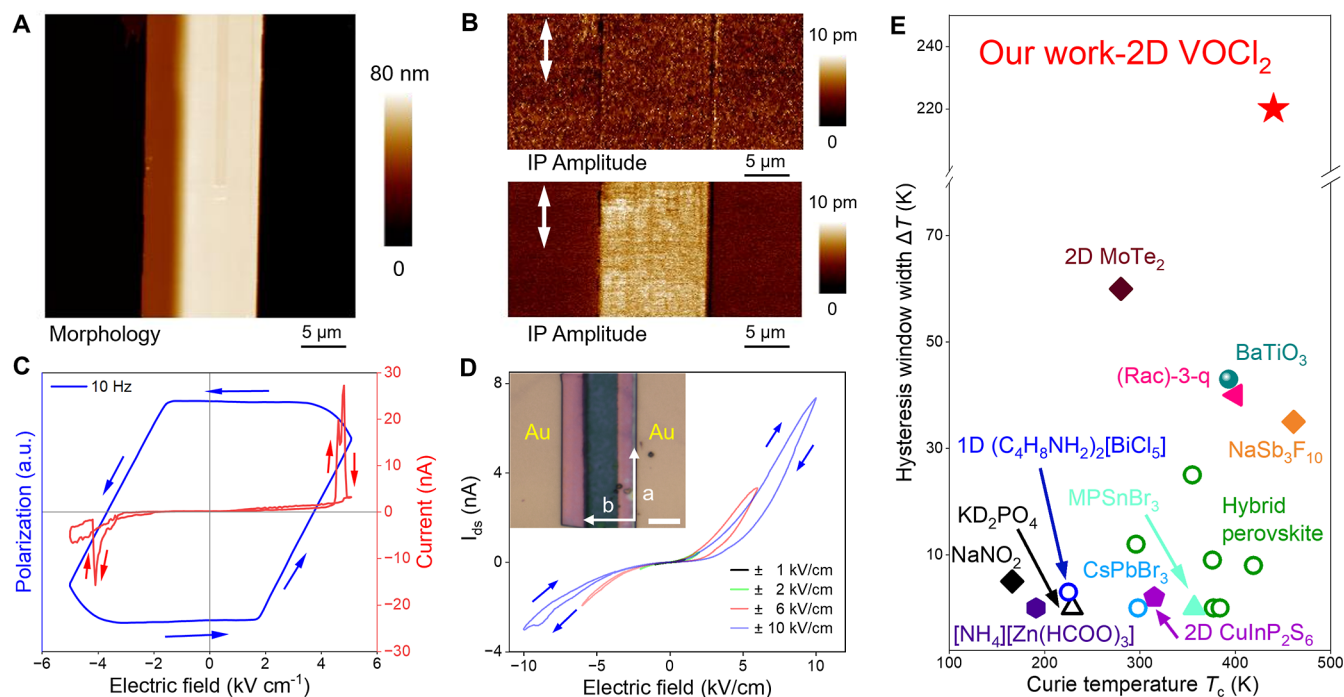 A
80 nm
0
Morphology
5 µm
B
10 pm
0
IP Amplitude
5 µm
10 pm
0
IP Amplitude
5 µm
C
10 Hz
Polarization (a.u.)
30
20
10
0
−10
−20
−30
Current (nA)
−6 −4 −2 0 2 4 6
Electric field (kV cm⁻¹)
D
8
4
0
I_ds (nA)
Au
Au
a
b
± 1 kV/cm
± 2 kV/cm
± 6 kV/cm
± 10 kV/cm
−10 −5 0 5 10
Electric field (kV/cm)
E
240
220
70
50
30
10
Hysteresis window width ΔT (K)
Our work-2D VOCl₂
2D MoTe₂
BaTiO₃
(Rac)-3-q
NaSb₃F₁₀
1D (C₄H₈NH₂)₂[BiCl₅]
MPSnBr₃
Hybrid
perovskite
KD₂PO₄
NaNO₂
CsPbBr₃
[NH₄][Zn(HCOO)₃]
2D CuInP₂S₆
100 200 300 400 500
Curie temperature T_c (K)